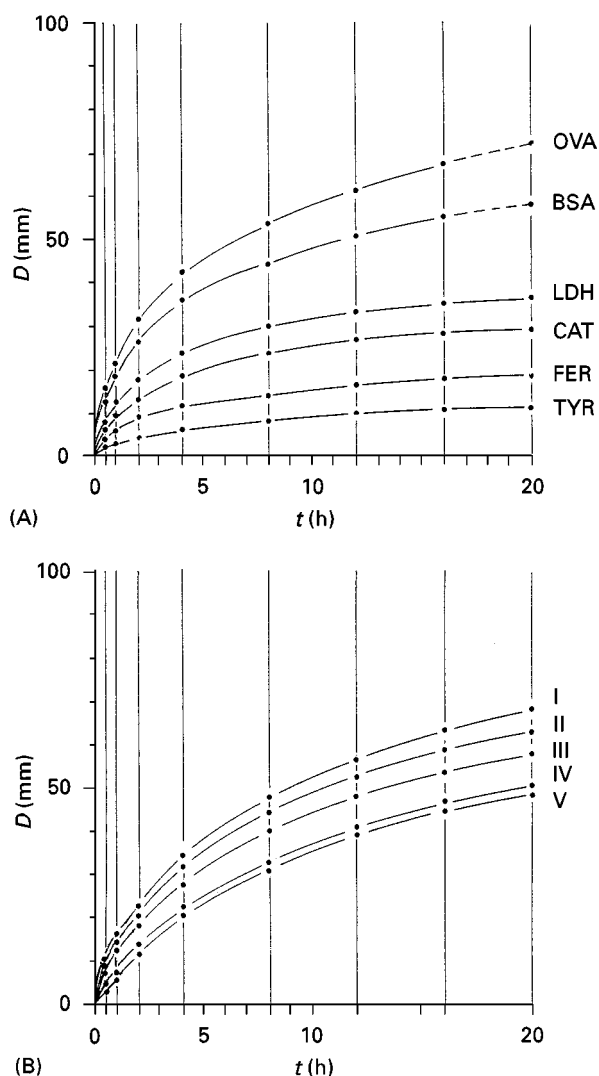 100
50
0
D (mm)
OVA
BSA
LDH
CAT
FER
TYR
0 5 10 15 20
(A)
t (h)
100
50
0
D (mm)
I
II
III
IV
V
0 5 10 15 20
(B)
t (h)